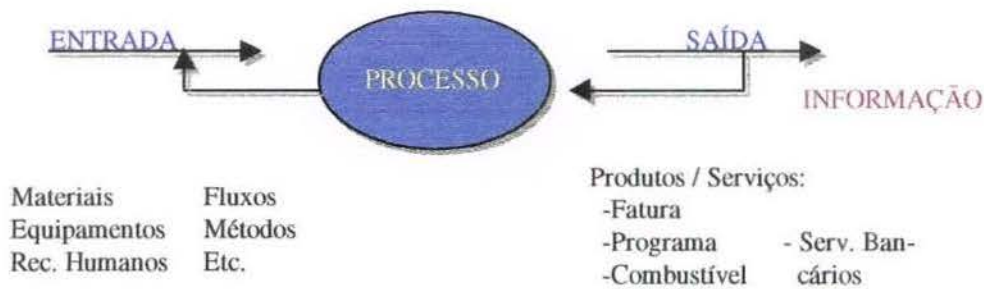 ENTRADA
PROCESSO
SAÍDA
INFORMAÇÃO
Materiais Fluxos
Equipamentos Métodos
Rec. Humanos Etc.
Produtos / Serviços:
-Fatura
-Programa - Serv. Ban-
-Combustível cários